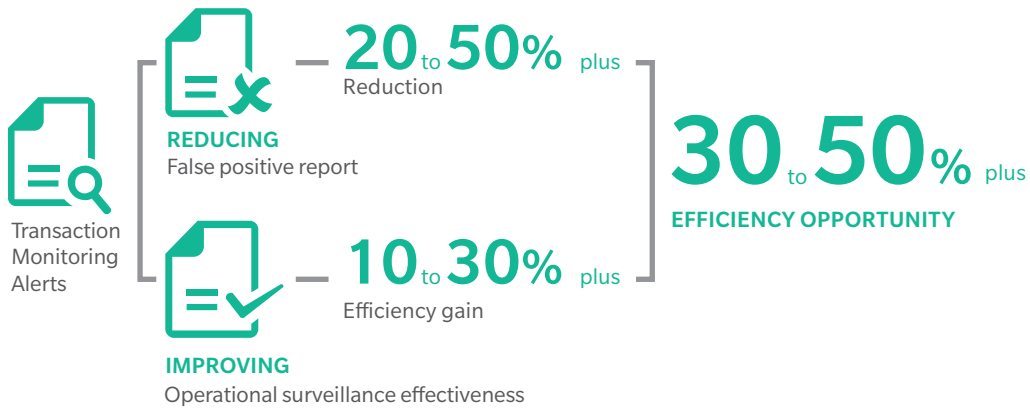 Transaction
Monitoring
Alerts
REDUCING
False positive report
20 to 50% plus
Reduction
IMPROVING
Operational surveillance effectiveness
10 to 30% plus
Efficiency gain
30 to 50% plus
EFFICIENCY OPPORTUNITY